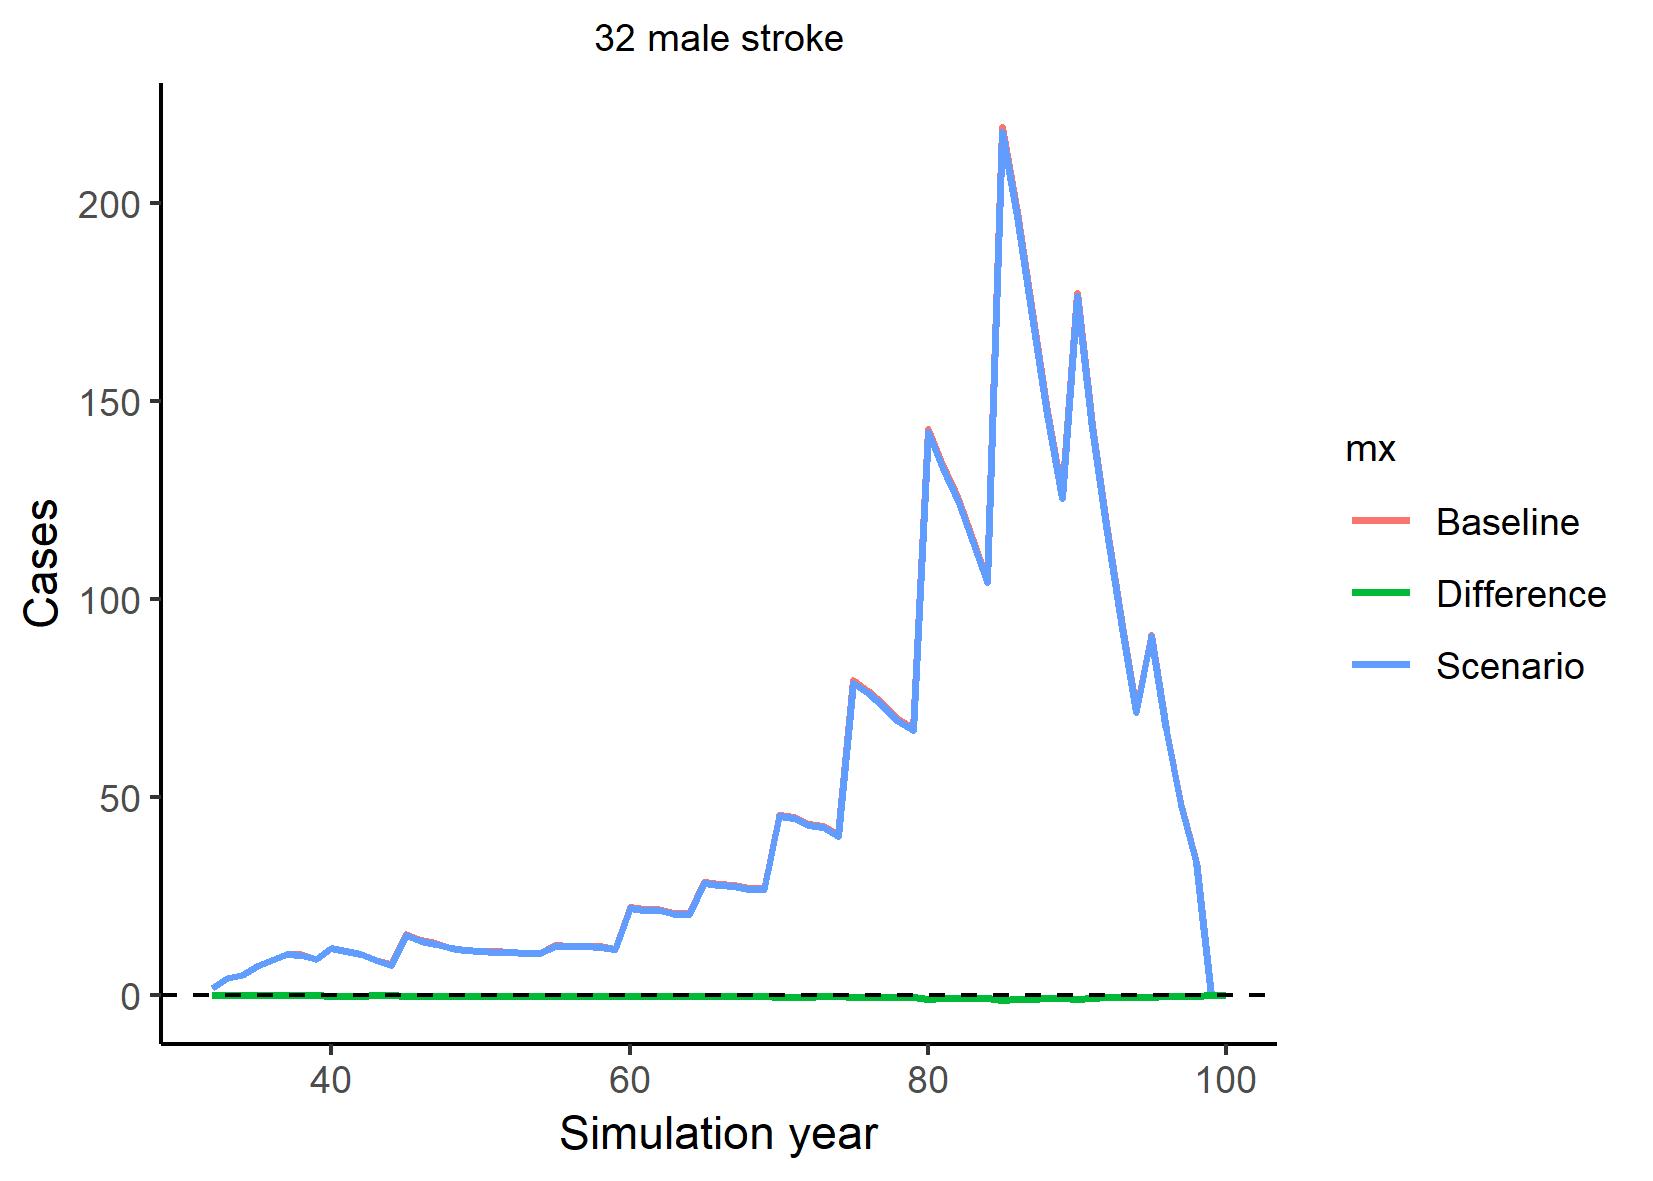 32 male stroke
Cases
200
150
100
50
0
40 60 80 100
Simulation year
mx
Baseline
Difference
Scenario